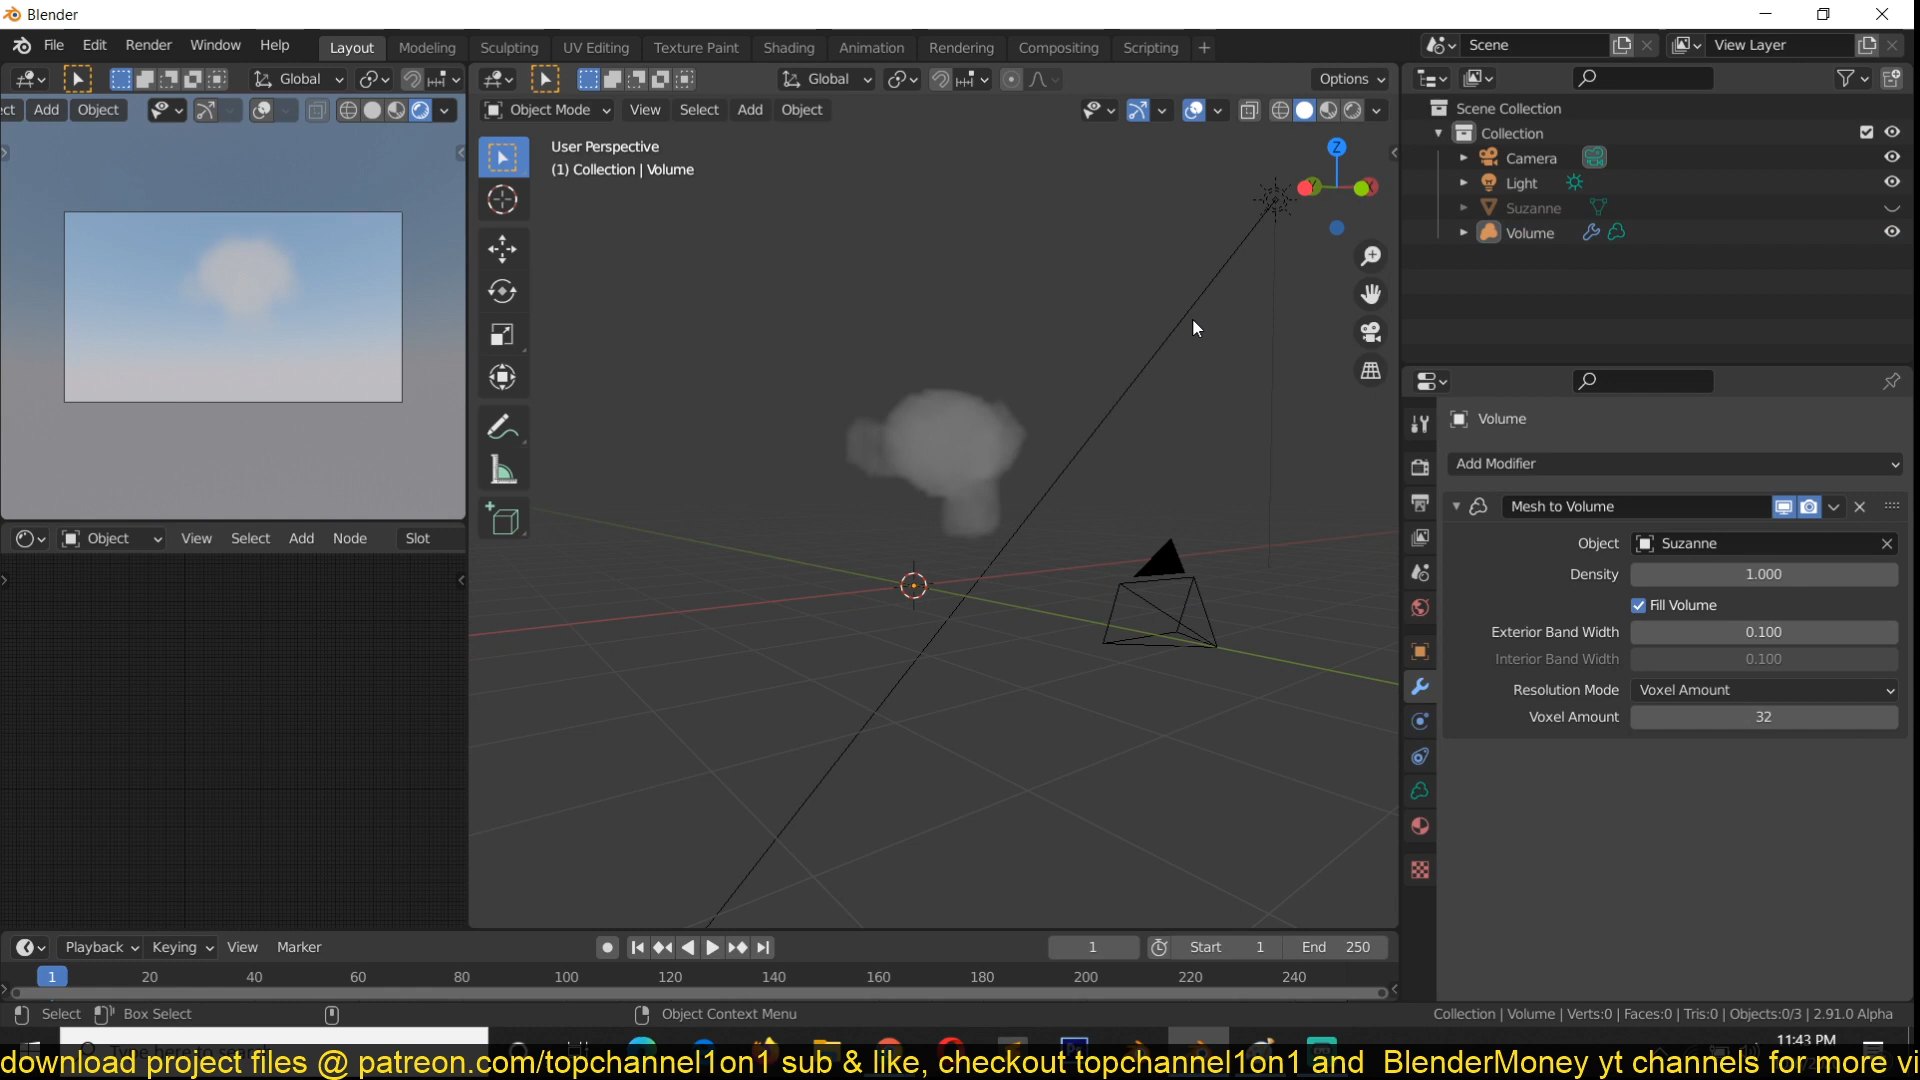 Blender
File Edit Render Window Help Layout Modeling Sculpting UV Editing Texture Paint Shading Animation Rendering Compositing Scripting + Scene View Layer
Global Global Options
ect Add Object Object Mode View Select Add Object
User Perspective
(1) Collection | Volume
Z
Scene Collection
Collection
Camera
Light
Suzanne
Volume
Volume
Add Modifier
Mesh to Volume
Object Suzanne
Density 1.000
Fill Volume
Exterior Band Width 0.100
Interior Band Width 0.100
Resolution Mode Voxel Amount
Voxel Amount 32
Object View Select Add Node Slot
Playback Keying View Marker 1 Start 1 End 250
1 20 40 60 80 100 120 140 160 180 200 220 240
Select Box Select Object Context Menu Collection | Volume | Verts:0 | Faces:0 | Tris:0 | Objects:0/3 | 2.91.0 Alpha
11:43 PM
download project files @ patreon.com/topchannel1on1 sub & like, checkout topchannel1on1 and BlenderMoney yt channels for more vi